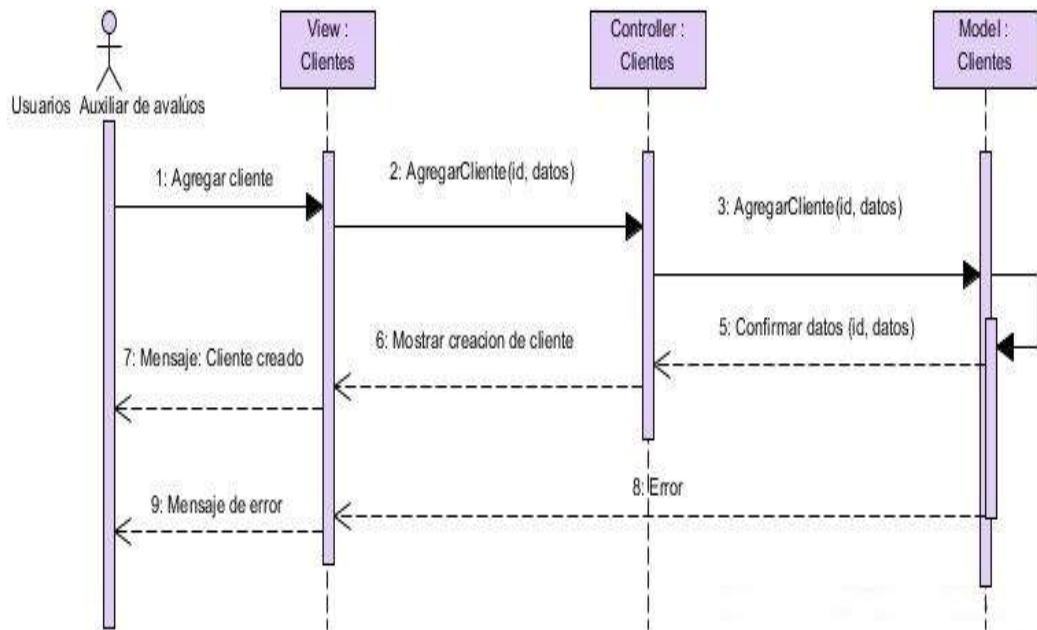 View :
Clientes
Controller :
Clientes
Model :
Clientes
Usuarios Auxiliar de avalúos
1: Agregar cliente
2: AgregarCliente(id, datos)
3: AgregarCliente(id, datos)
5: Confirmar datos (id, datos)
6: Mostrar creacion de cliente
7: Mensaje: Cliente creado
8: Error
9: Mensaje de error